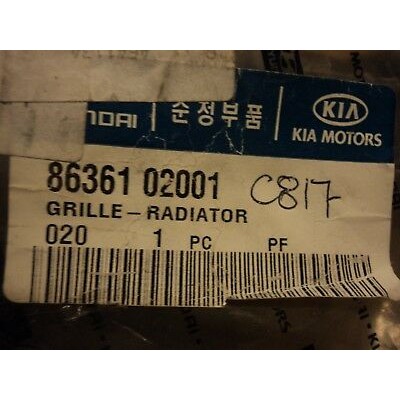 NDAI 순정부품 KIA
KIA MOTORS
86361 02001 C817
GRILLE-RADIATOR
020 1 PC PF